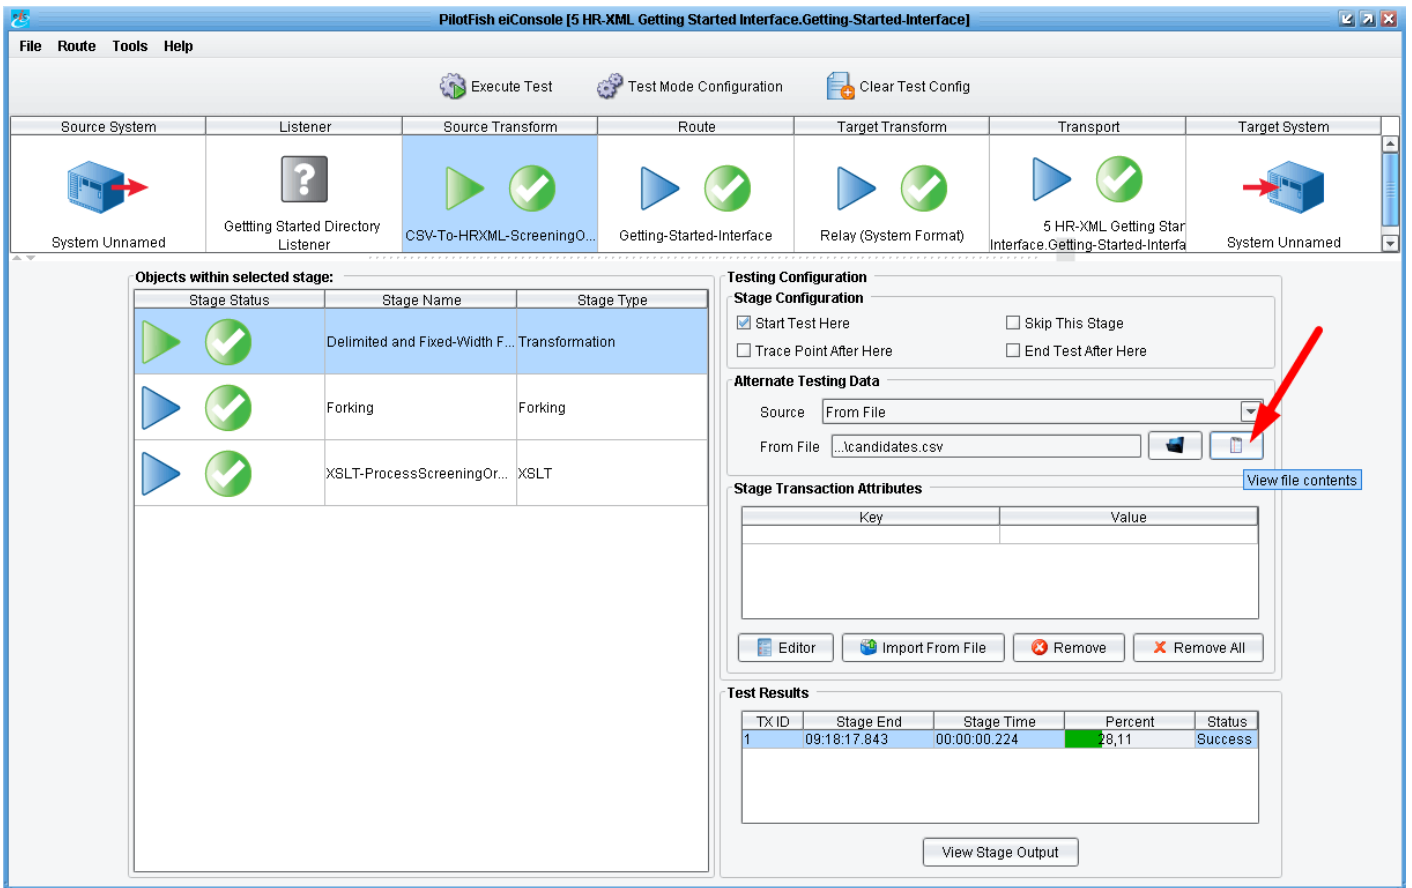 PilotFish eiConsole [5 HR-XML Getting Started Interface.Getting-Started-Interface]
File Route Tools Help
Execute Test Test Mode Configuration Clear Test Config
Source System Listener Source Transform Route Target Transform Transport Target System
System Unnamed
Gettting Started Directory
Listener
CSV-To-HRXML-ScreeningO...
Getting-Started-Interface
Relay (System Format)
5 HR-XML Getting Star
Interface.Getting-Started-Interfa
System Unnamed
Objects within selected stage:
Stage Status Stage Name Stage Type
Delimited and Fixed-Width F... Transformation
Forking Forking
XSLT-ProcessScreeningOr... XSLT
Testing Configuration
Stage Configuration
Start Test Here Skip This Stage
Trace Point After Here End Test After Here
Alternate Testing Data
Source From File
From File ...\candidates.csv
View file contents
Stage Transaction Attributes
Key Value
Editor Import From File Remove Remove All
Test Results
TX ID Stage End Stage Time Percent Status
1 09:18:17.843 00:00:00.224 28,11 Success
View Stage Output